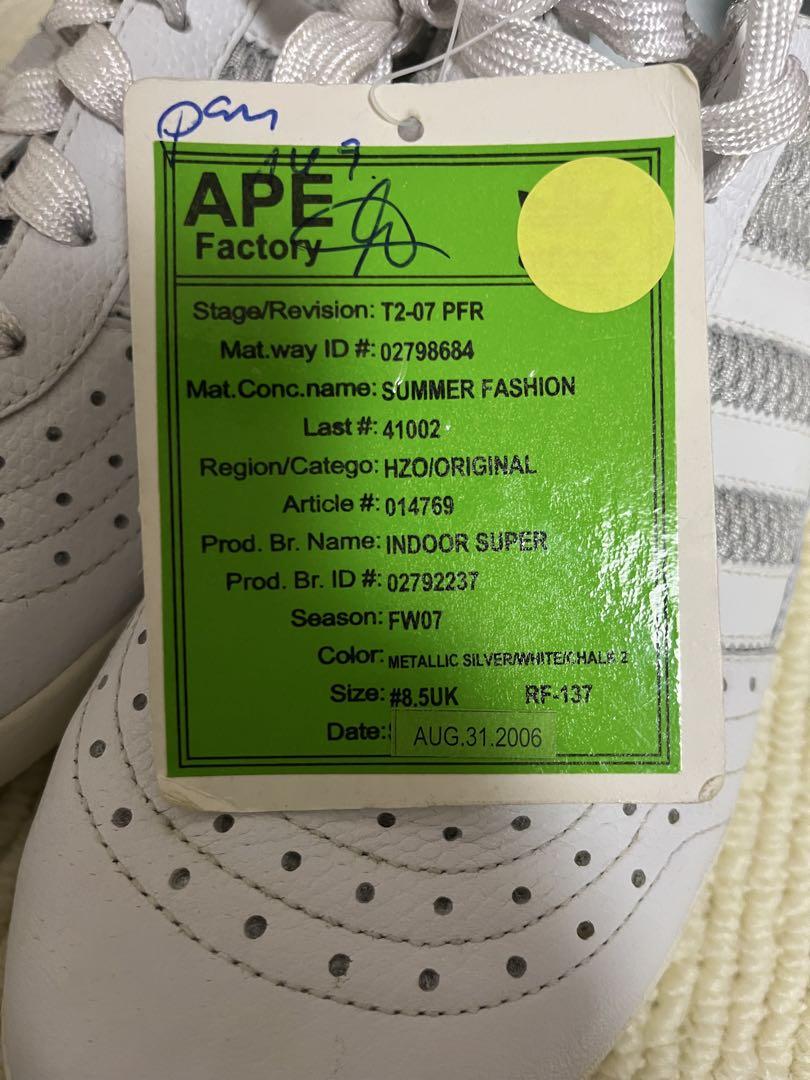 APE
Factory
Stage/Revision: T2-07 PFR
Mat.way ID #: 02798684
Mat.Conc.name: SUMMER FASHION
Last #: 41002
Region/Catego: HZO/ORIGINAL
Article #: 014769
Prod. Br. Name: INDOOR SUPER
Prod. Br. ID #: 02792237
Season: FW07
Color: METALLIC SILVER/WHITE/CHALK 2
Size: #8.5UK RF-137
Date: AUG.31.2006